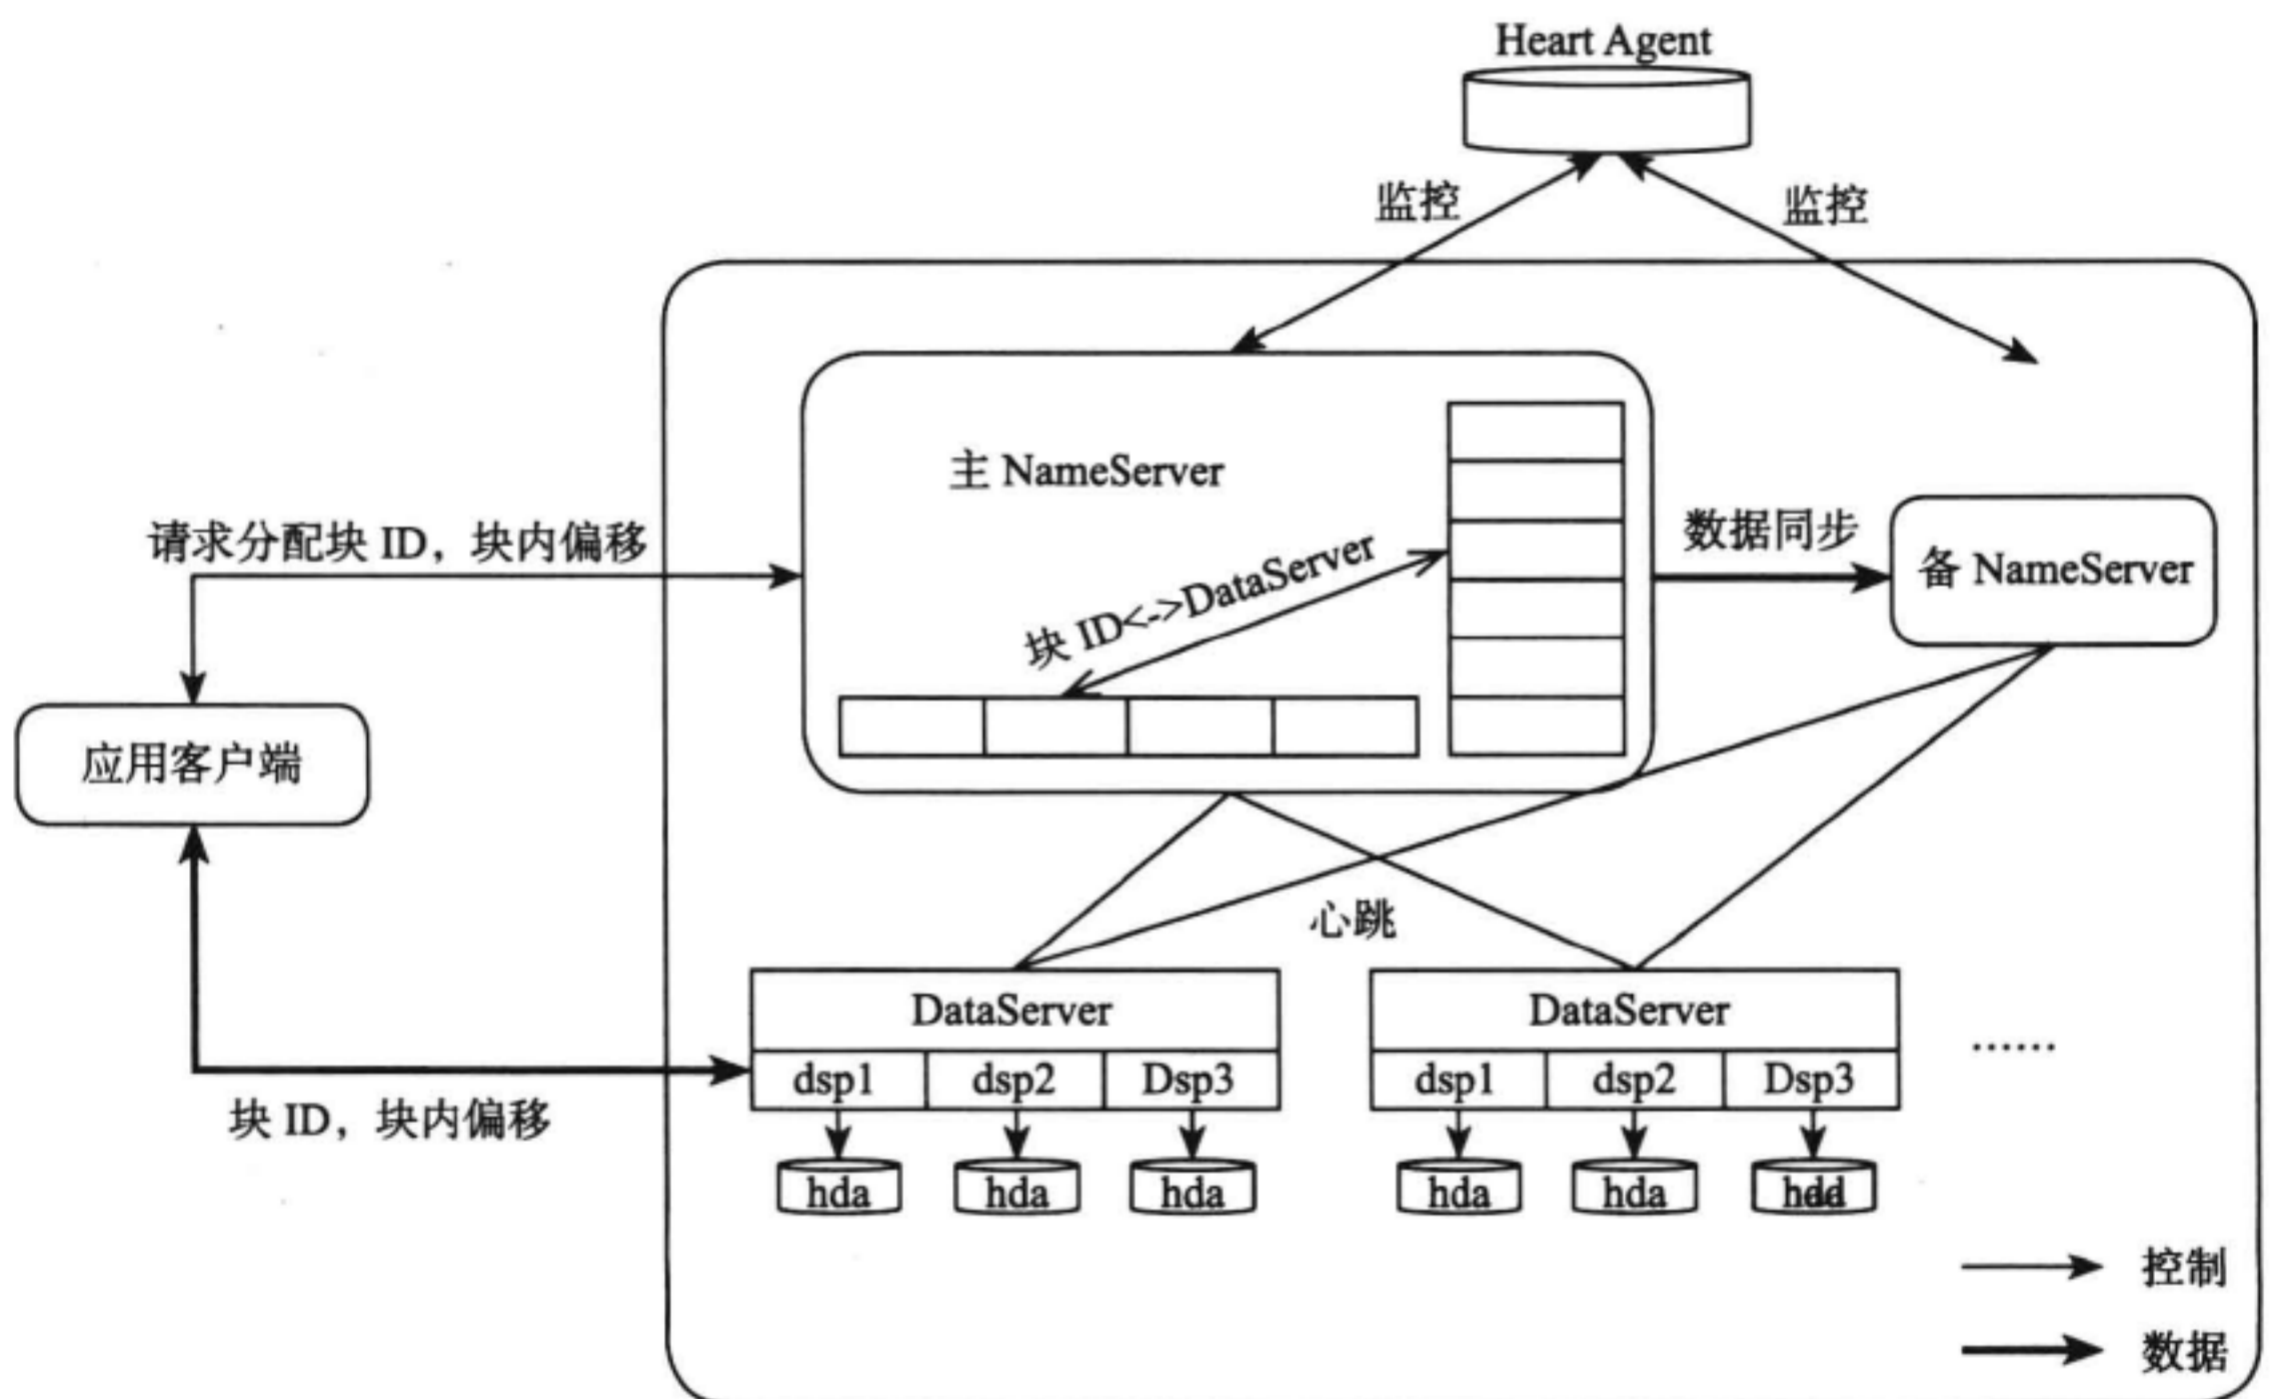 Heart Agent
监控
监控
主 NameServer
请求分配块 ID，块内偏移
数据同步
块 ID<->DataServer
备 NameServer
应用客户端
心跳
DataServer
DataServer
......
dsp1
dsp2
Dsp3
dsp1
dsp2
Dsp3
块 ID，块内偏移
hda
hda
hda
hda
hda
控制
数据